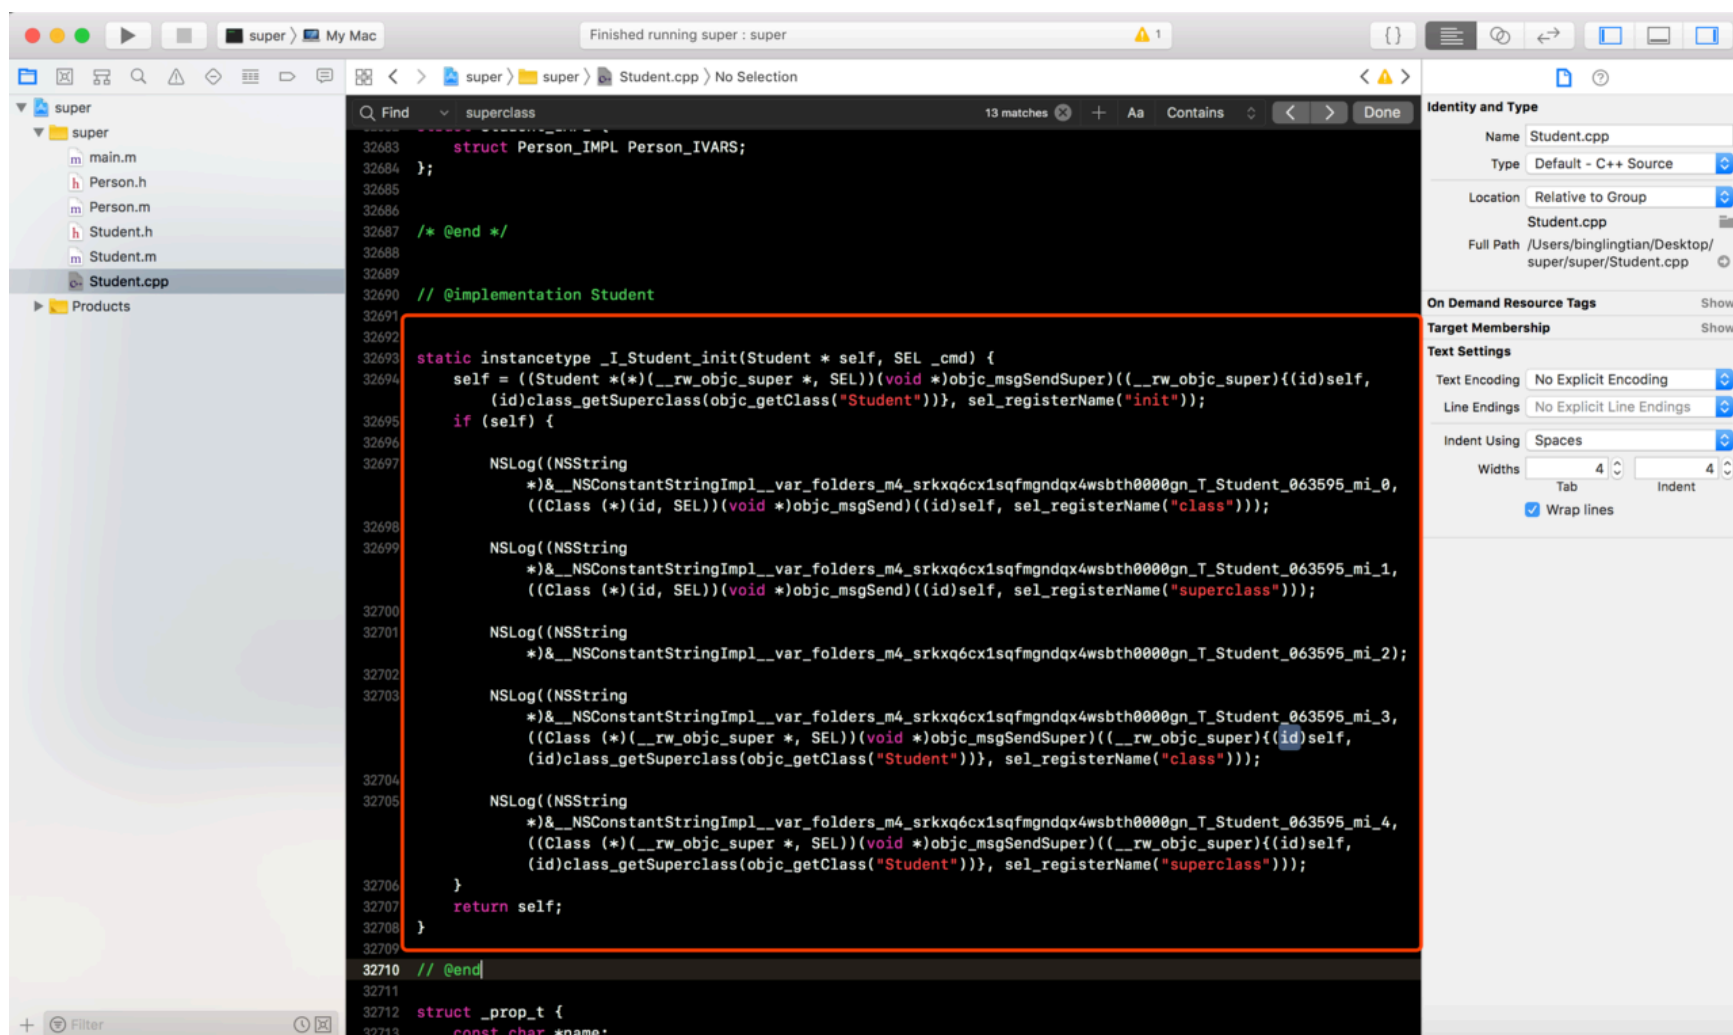 super › My Mac
Finished running super : super
1
{ }
super › super › Student.cpp › No Selection
super
super
main.m
Person.h
Person.m
Student.h
Student.m
Student.cpp
Products
Filter
Find superclass 13 matches Aa Contains Done
32683 struct Person_IMPL Person_IVARS;
32684 };
32685
32686
32687 /* @end */
32688
32689
32690 // @implementation Student
32691
32692
32693 static instancetype _I_Student_init(Student * self, SEL _cmd) {
32694 self = ((Student *(*)(__rw_objc_super *, SEL))(void *)objc_msgSendSuper)((__rw_objc_super){(id)self,
(id)class_getSuperclass(objc_getClass("Student"))}, sel_registerName("init"));
32695 if (self) {
32696
32697 NSLog((NSString
*)&__NSConstantStringImpl__var_folders_m4_srkxq6cx1sqfmgndqx4wsbth0000gn_T_Student_063595_mi_0,
((Class (*)(id, SEL))(void *)objc_msgSend)((id)self, sel_registerName("class")));
32698
32699 NSLog((NSString
*)&__NSConstantStringImpl__var_folders_m4_srkxq6cx1sqfmgndqx4wsbth0000gn_T_Student_063595_mi_1,
((Class (*)(id, SEL))(void *)objc_msgSend)((id)self, sel_registerName("superclass")));
32700
32701 NSLog((NSString
*)&__NSConstantStringImpl__var_folders_m4_srkxq6cx1sqfmgndqx4wsbth0000gn_T_Student_063595_mi_2);
32702
32703 NSLog((NSString
*)&__NSConstantStringImpl__var_folders_m4_srkxq6cx1sqfmgndqx4wsbth0000gn_T_Student_063595_mi_3,
((Class (*)(__rw_objc_super *, SEL))(void *)objc_msgSendSuper)((__rw_objc_super){(id)self,
(id)class_getSuperclass(objc_getClass("Student"))}, sel_registerName("class")));
32704
32705 NSLog((NSString
*)&__NSConstantStringImpl__var_folders_m4_srkxq6cx1sqfmgndqx4wsbth0000gn_T_Student_063595_mi_4,
((Class (*)(__rw_objc_super *, SEL))(void *)objc_msgSendSuper)((__rw_objc_super){(id)self,
(id)class_getSuperclass(objc_getClass("Student"))}, sel_registerName("superclass")));
32706 }
32707 return self;
32708 }
32709
32710 // @end
32711
32712 struct _prop_t {
32713 const char *name;
Identity and Type
Name Student.cpp
Type Default - C++ Source
Location Relative to Group
Student.cpp
Full Path /Users/binglingtian/Desktop/
super/super/Student.cpp
On Demand Resource Tags Show
Target Membership Show
Text Settings
Text Encoding No Explicit Encoding
Line Endings No Explicit Line Endings
Indent Using Spaces
Widths 4 4
Tab Indent
Wrap lines